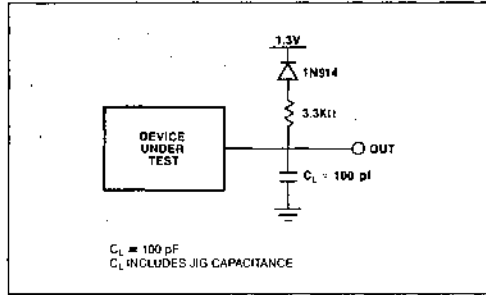 1.3V
1N914
3.3KΩ
DEVICE
UNDER
TEST
OUT
CL = 100 pf
CL = 100 pF
CL INCLUDES JIG CAPACITANCE